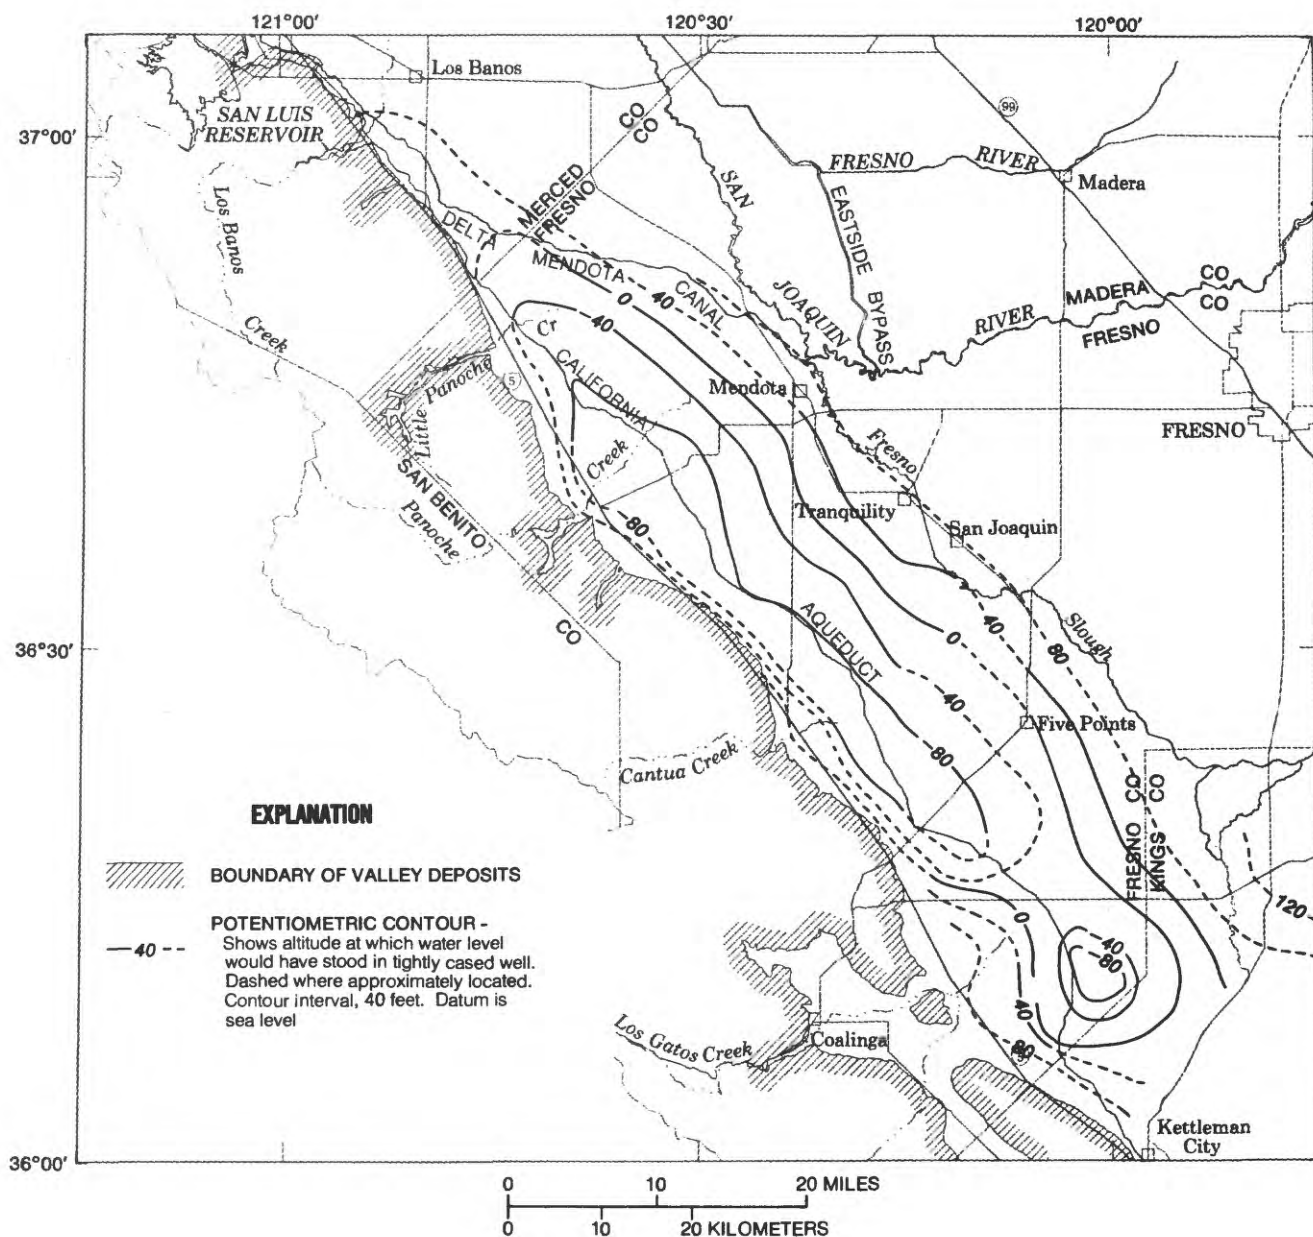 121°00'
120°30'
120°00'
37°00'
36°30'
36°00'
Los Banos
SAN LUIS
RESERVOIR
CO
CO
99
FRESNO RIVER
Madera
SAN
JOAQUIN
RIVER
EASTSIDE
BYPASS
Los Banos
Creek
MERCED
FRESNO
DELTA
MENDOTA
CANAL
MADERA CO
FRESNO CO
0
40
-40
Cr
Little Panoche
5
CALIFORNIA
AQUEDUCT
Mendota
FRESNO
Creek
Panoche
SAN BENITO
CO
Fresno
Slough
Tranquility
San Joaquin
-80
0
40
80
-40
-80
Five Points
Cantua Creek
FRESNO CO
KINGS CO
120
0
40
80
-40
-80
5
Los Gatos Creek
Coalinga
Kettleman
City
EXPLANATION
BOUNDARY OF VALLEY DEPOSITS
POTENTIOMETRIC CONTOUR -
Shows altitude at which water level
would have stood in tightly cased well.
Dashed where approximately located.
Contour interval, 40 feet. Datum is
sea level
—40 - - -
0 10 20 MILES
0 10 20 KILOMETERS